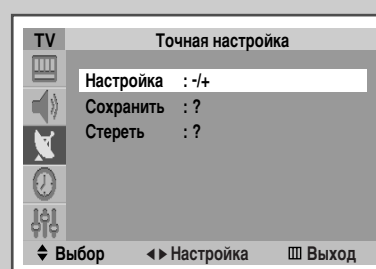 TV Точная настройка
Настройка : -/+
Сохранить : ?
Стереть : ?
Выбор Настройка Выход